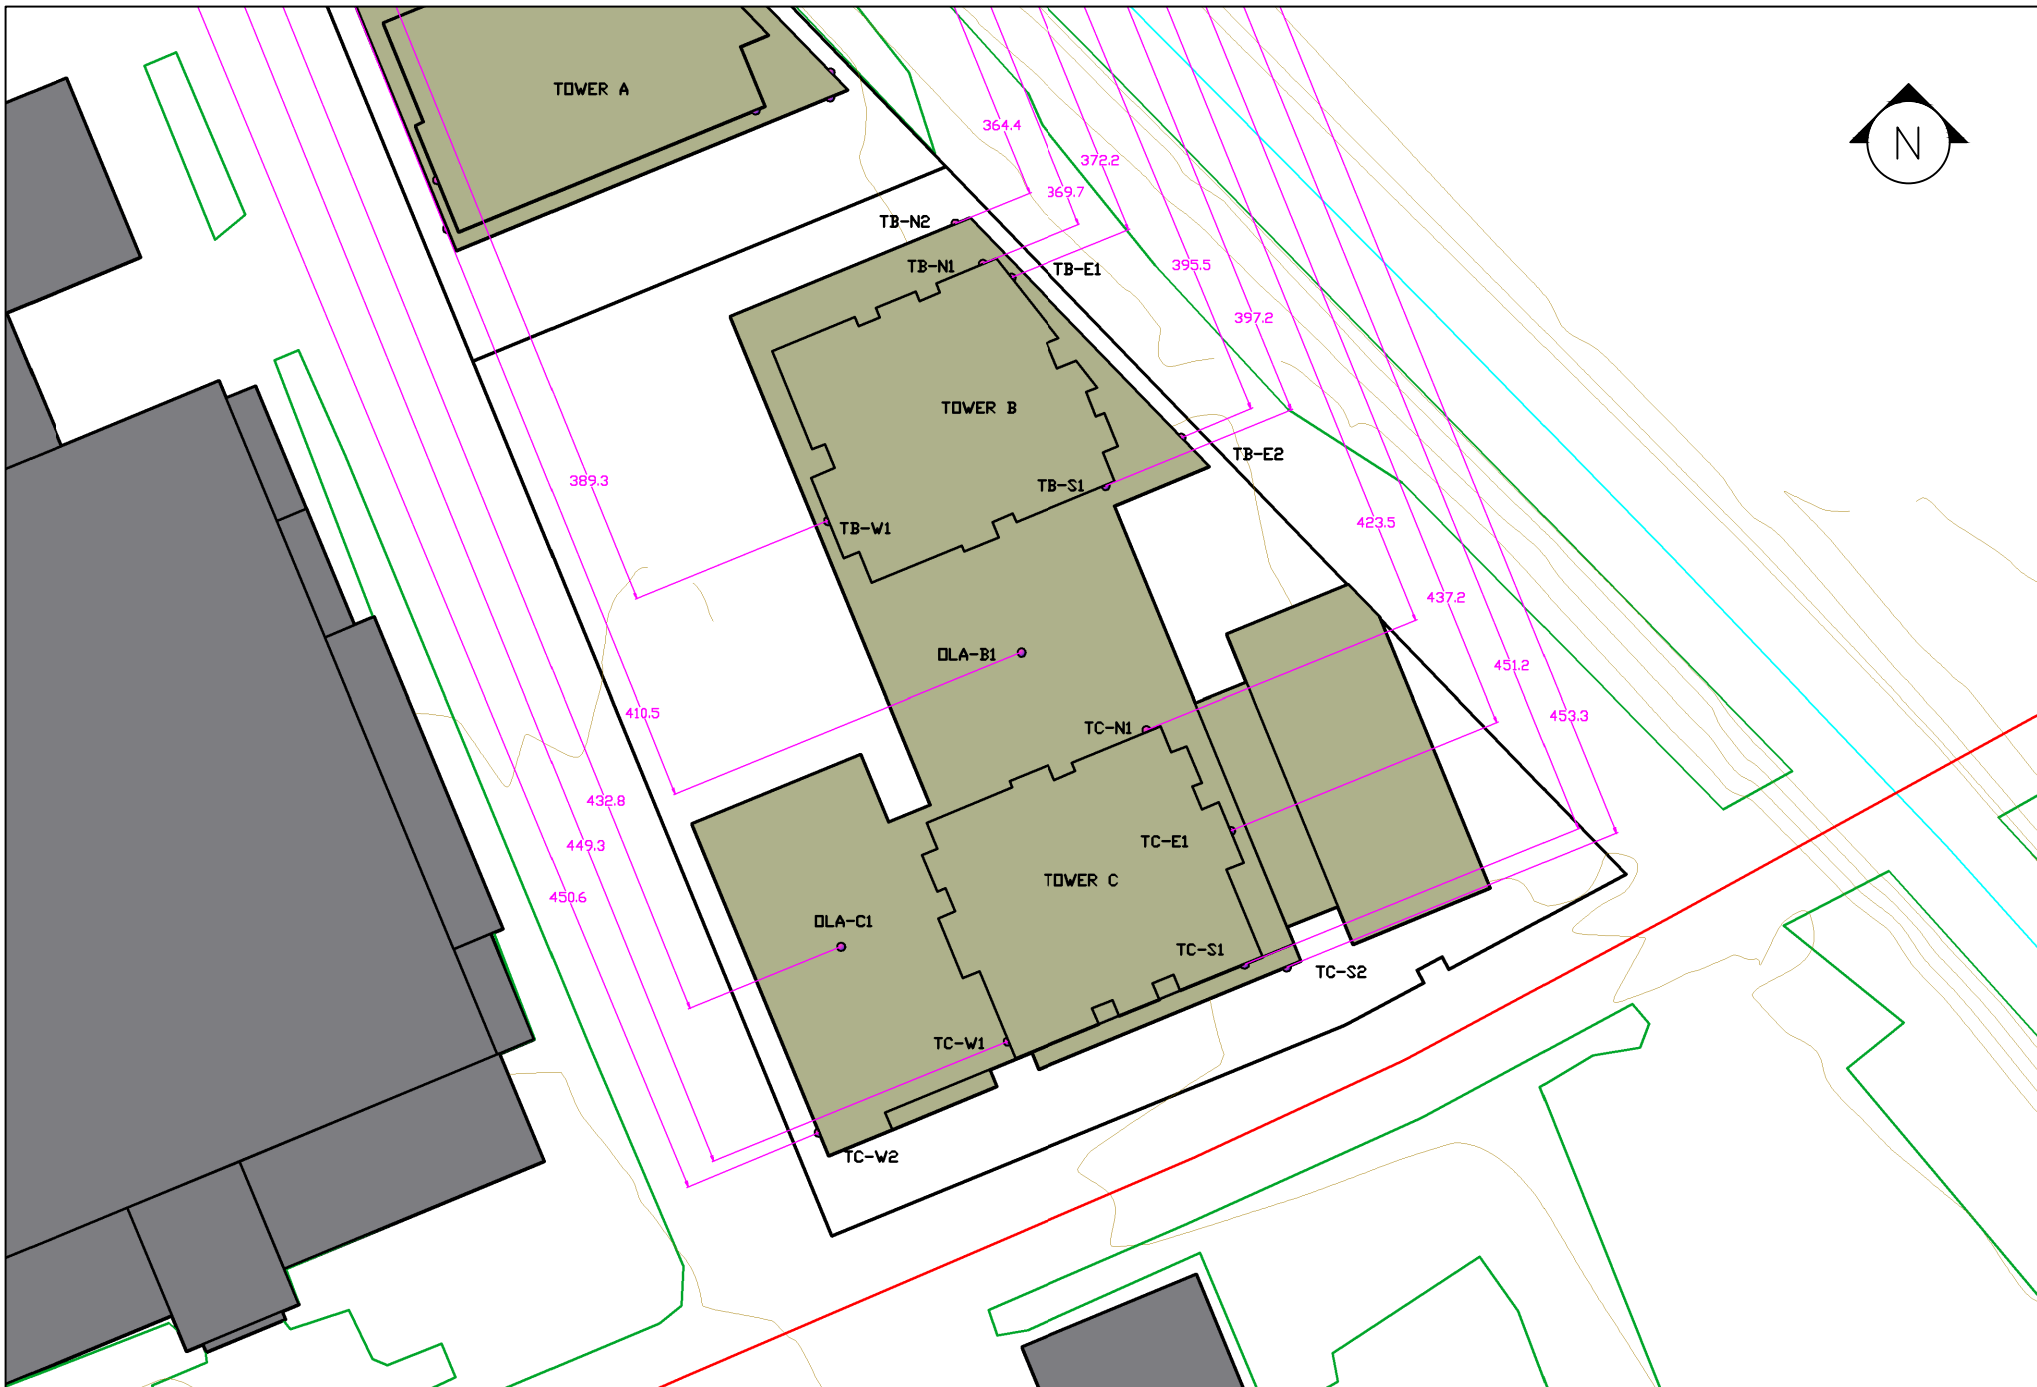 TOWER A
N
364.4
372.2
369.7
TB-N2
TB-N1
TB-E1
395.5
397.2
TOWER B
TB-E2
389.3
TB-S1
TB-W1
423.5
437.2
OLA-B1
451.2
410.5
453.3
TC-N1
432.8
449.3
TC-E1
TOWER C
450.6
OLA-C1
TC-S1
TC-S2
TC-W1
TC-W2